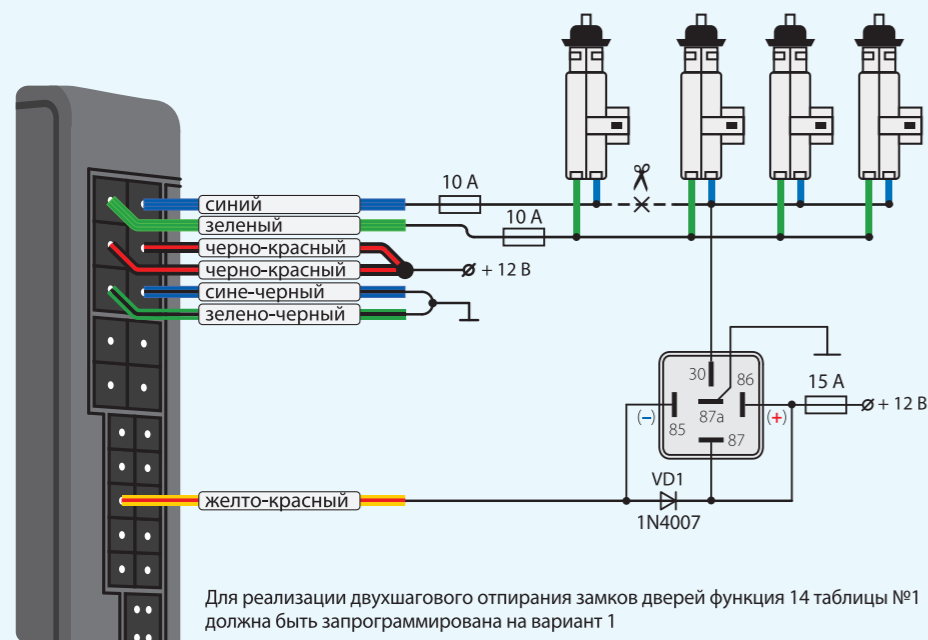 10 А
синий
зеленый
10 А
черно-красный
черно-красный
+ 12 В
сине-черный
зелено-черный
30
86
15 А
+ 12 В
(–)
87a
(+)
85
87
VD1
желто-красный
1N4007
Для реализации двухшагового отпирания замков дверей функция 14 таблицы №1
должна быть запрограммирована на вариант 1